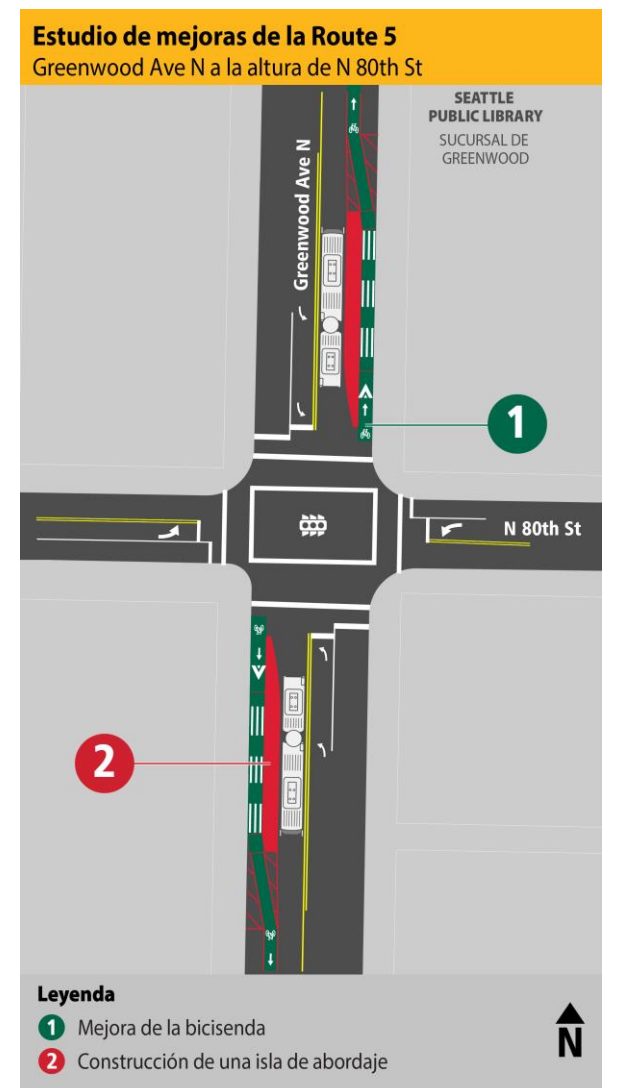 Estudio de mejoras de la Route 5
Greenwood Ave N a la altura de N 80th St
SEATTLE
PUBLIC LIBRARY
SUCURSAL DE
GREENWOOD
Greenwood Ave N
1
N 80th St
2
Leyenda
1 Mejora de la bicisenda
2 Construcción de una isla de abordaje
N